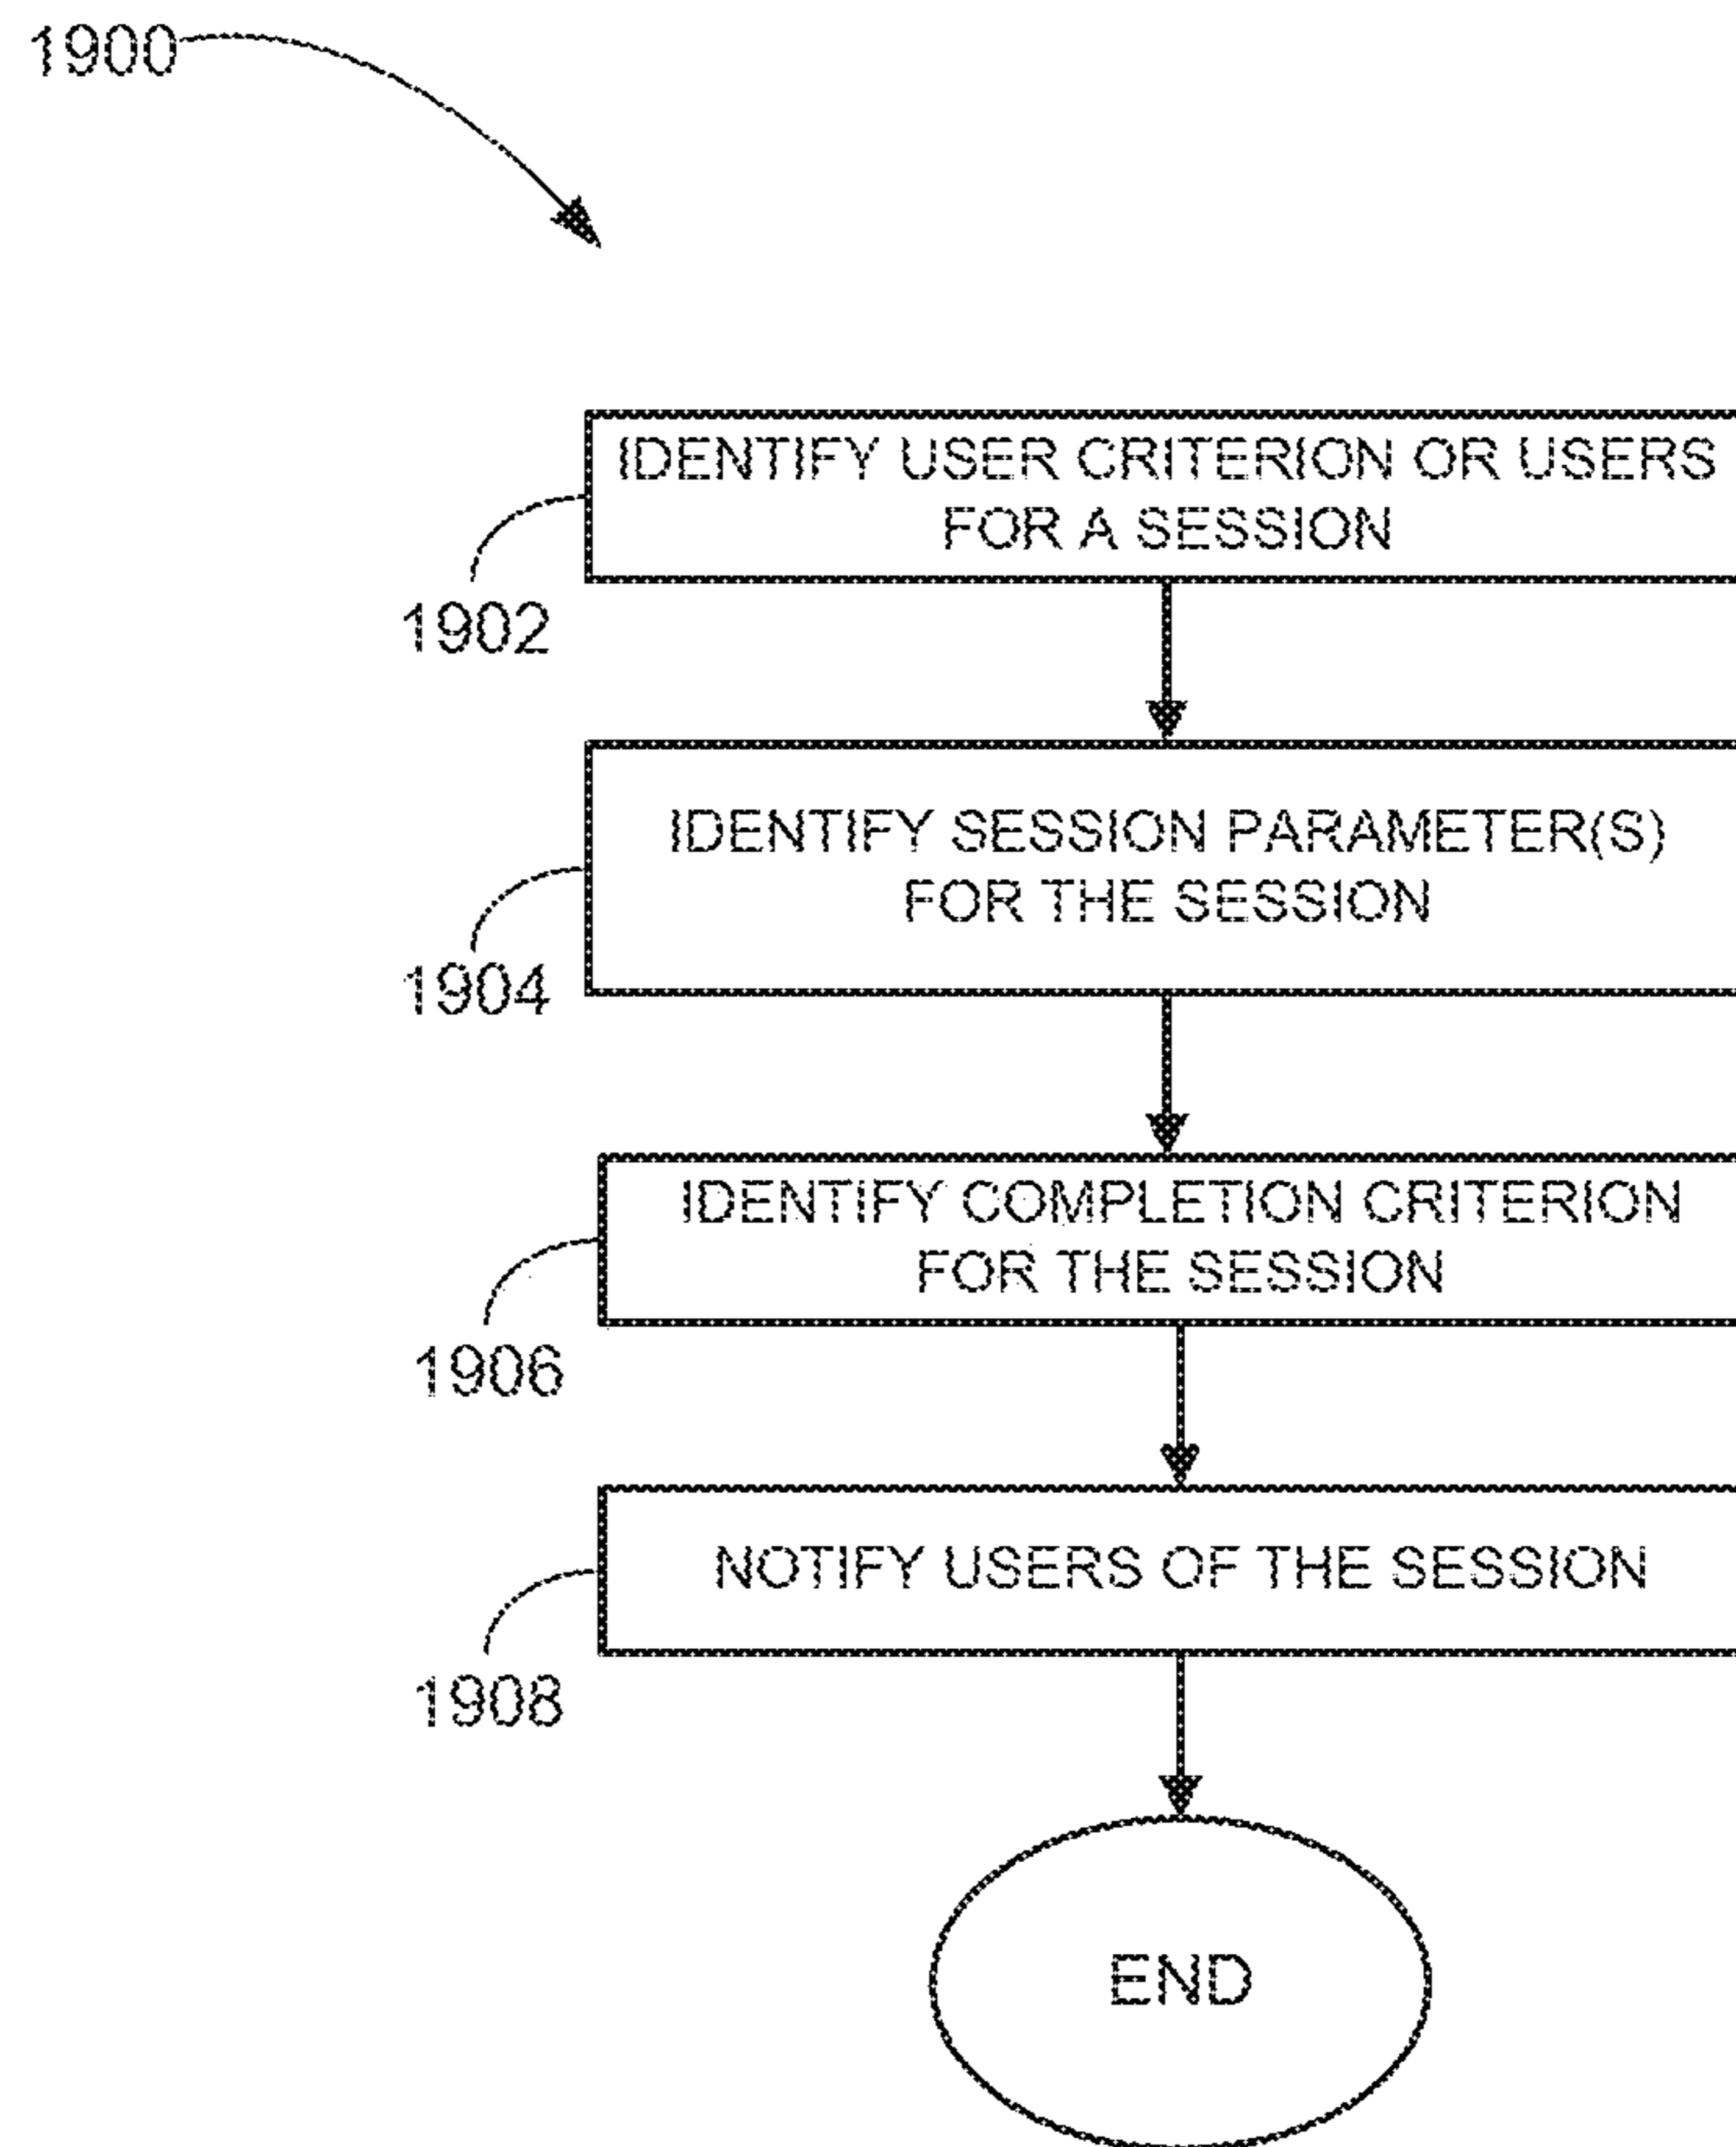 1900
IDENTIFY USER CRITERION OR USERS
FOR A SESSION
1902
IDENTIFY SESSION PARAMETER(S)
FOR THE SESSION
1904
IDENTIFY COMPLETION CRITERION
FOR THE SESSION
1906
NOTIFY USERS OF THE SESSION
1908
END